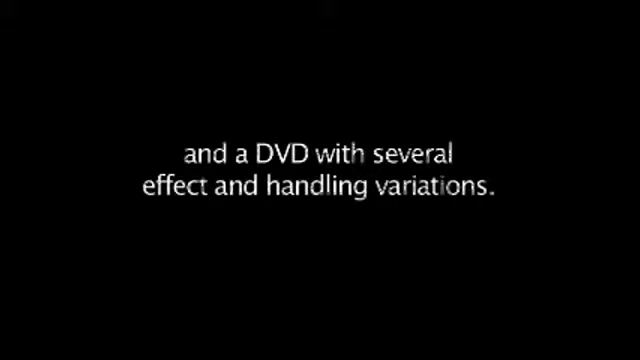 and a DVD with several
effect and handling variations.